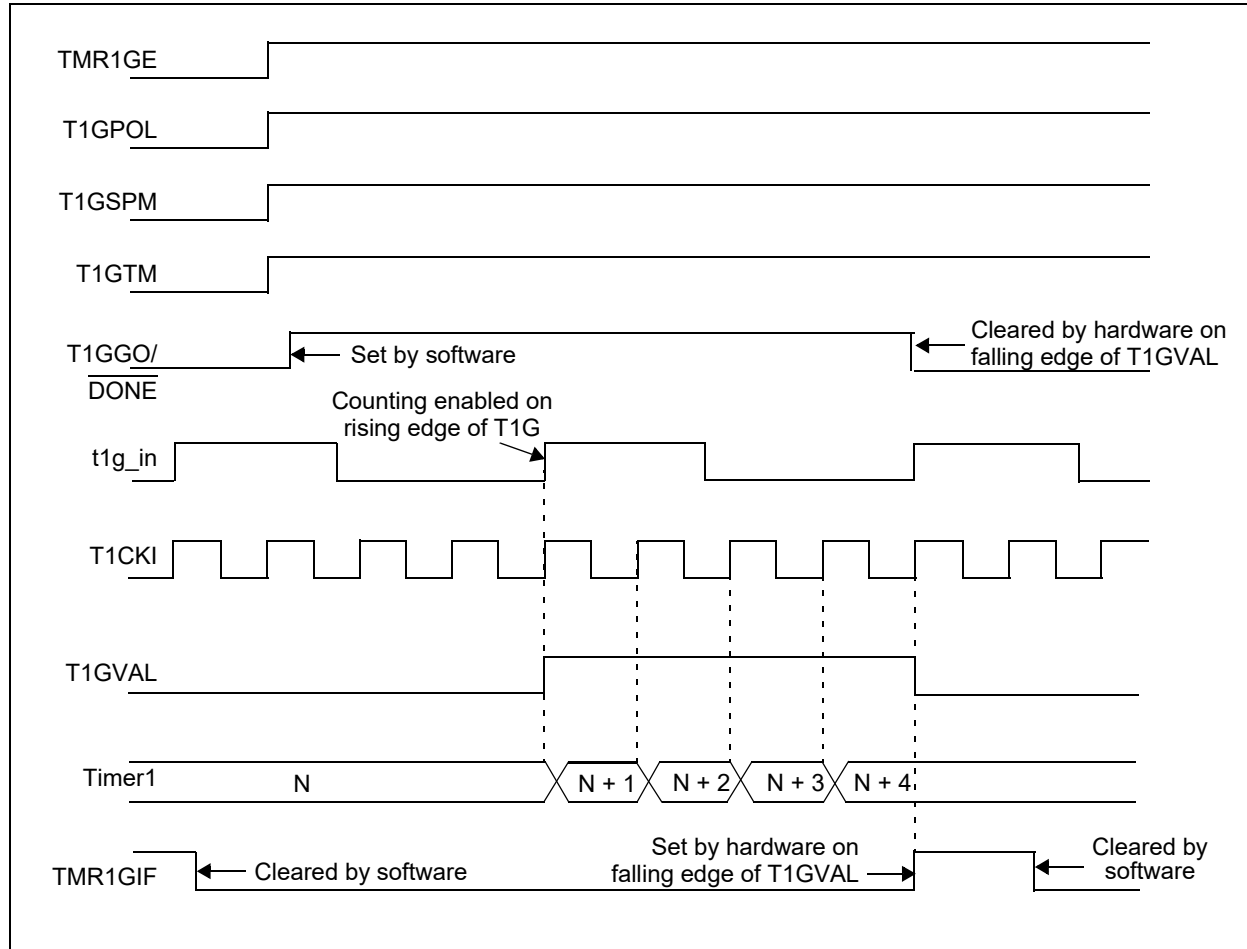 TMR1GE
T1GPOL
T1GSPM
T1GTM
T1GGO/
DONE
Set by software
Cleared by hardware on
falling edge of T1GVAL
Counting enabled on
rising edge of T1G
t1g_in
T1CKI
T1GVAL
Timer1
N
N + 1
N + 2
N + 3
N + 4
TMR1GIF
Cleared by software
Set by hardware on
falling edge of T1GVAL
Cleared by
software